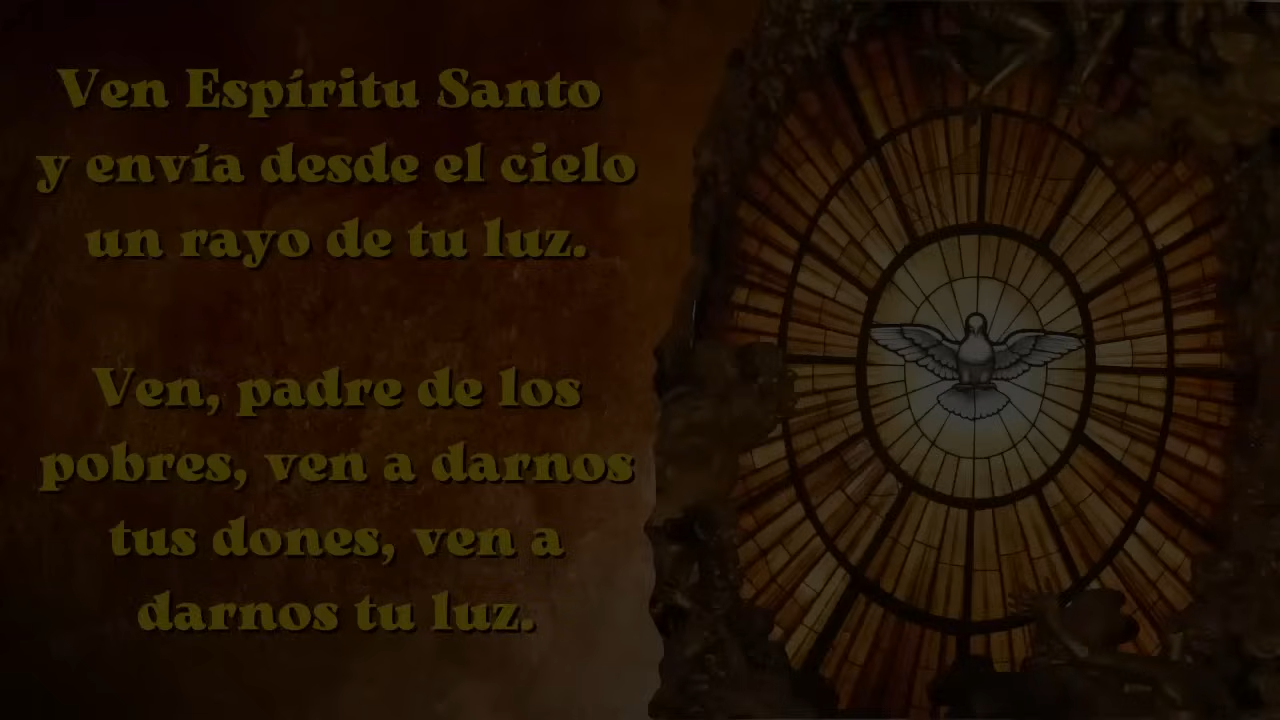 Ven Espíritu Santo
y envía desde el cielo
un rayo de tu luz.
Ven, padre de los
pobres, ven a darnos
tus dones, ven a
darnos tu luz.